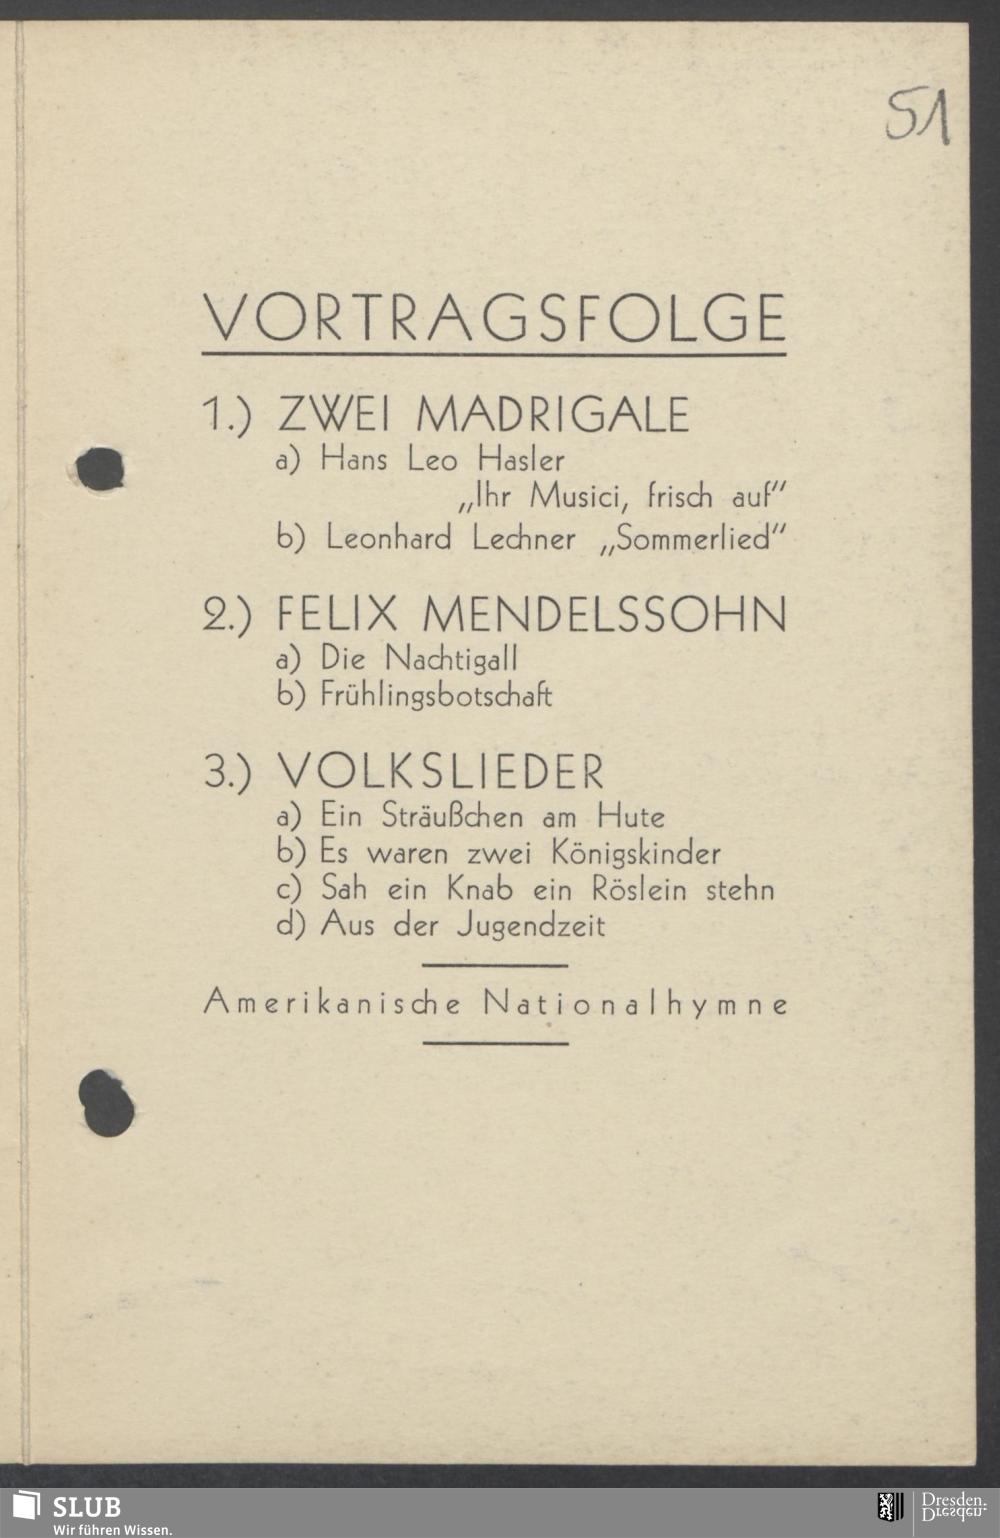 51
VORTRAGSFOLGE
1.) ZWEI MADRIGALE
a) Hans Leo Hasler
„Ihr Musici, frisch auf"
b) Leonhard Lechner „Sommerlied"
2.) FELIX MENDELSSOHN
a) Die Nachtigall
b) Frühlingsbotschaft
3.) VOLKSLIEDER
a) Ein Sträußchen am Hute
b) Es waren zwei Königskinder
c) Sah ein Knab ein Röslein stehn
d) Aus der Jugendzeit
Amerikanische Nationalhymne
SLUB
Wir führen Wissen.
Dresden.
Dresden.